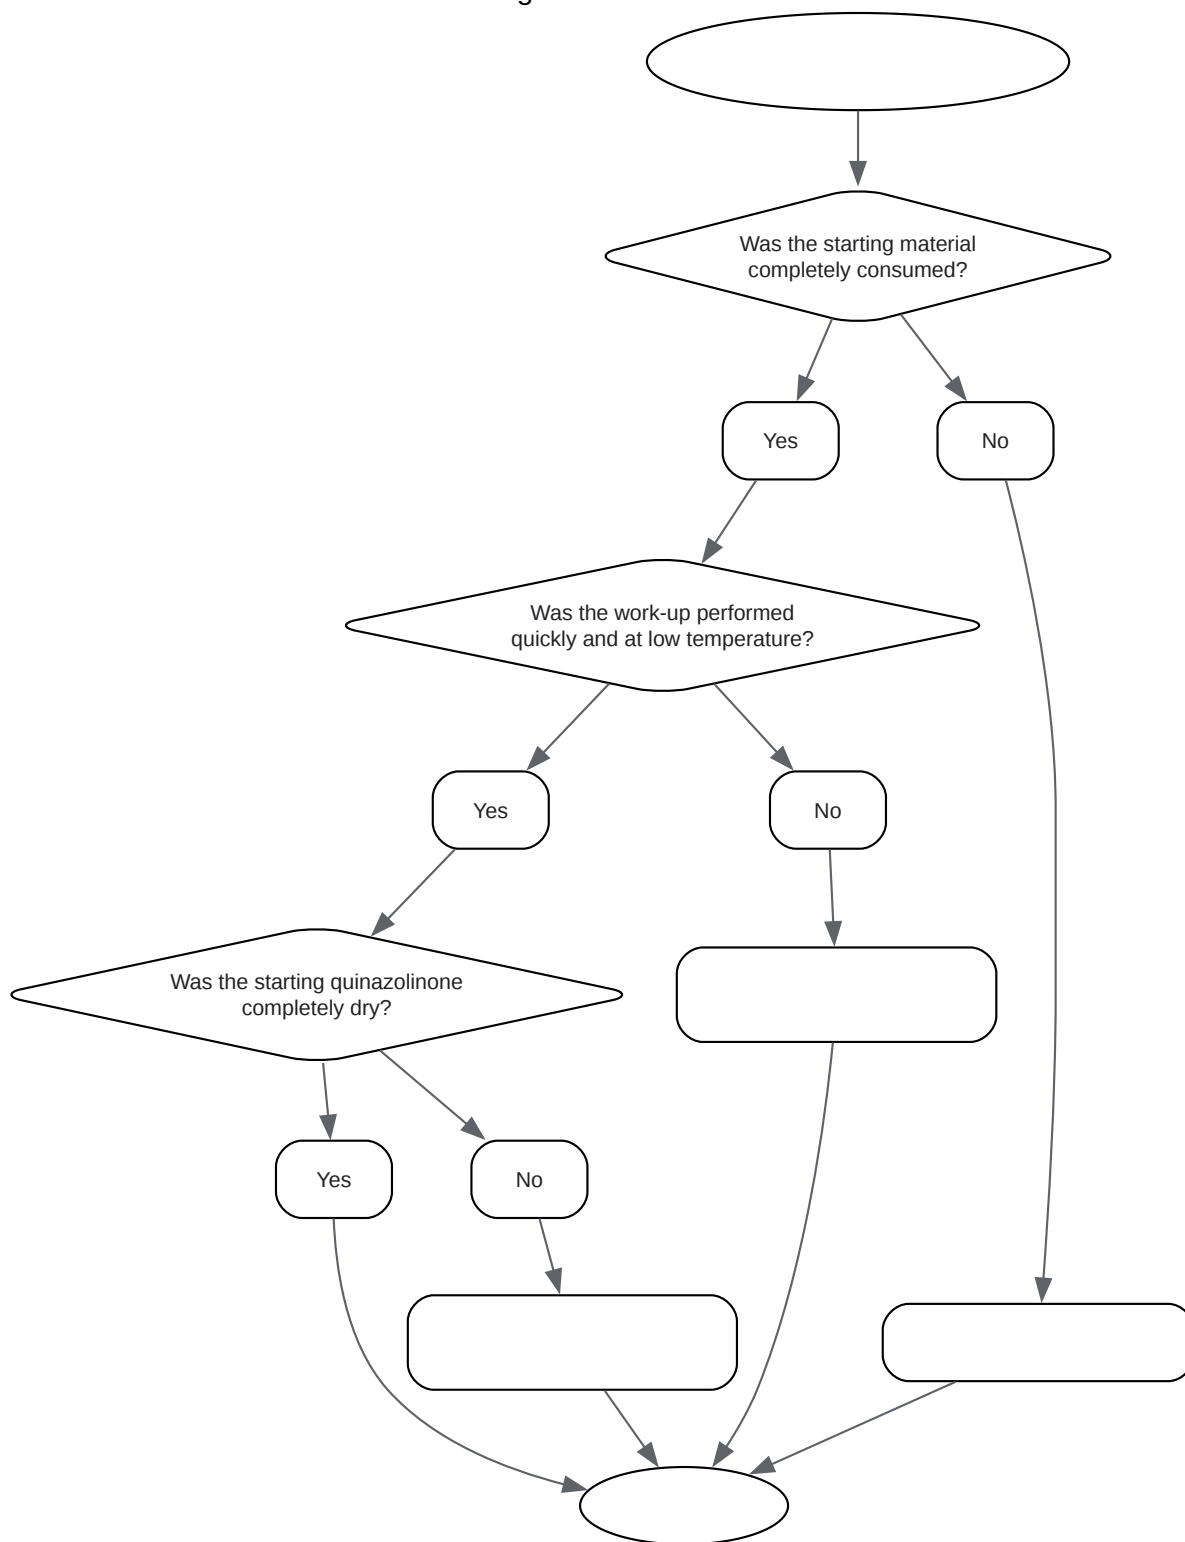 Was the starting material
completely consumed?
Yes
No
Was the work-up performed
quickly and at low temperature?
Yes
No
Was the starting quinazolinone
completely dry?
Yes
No